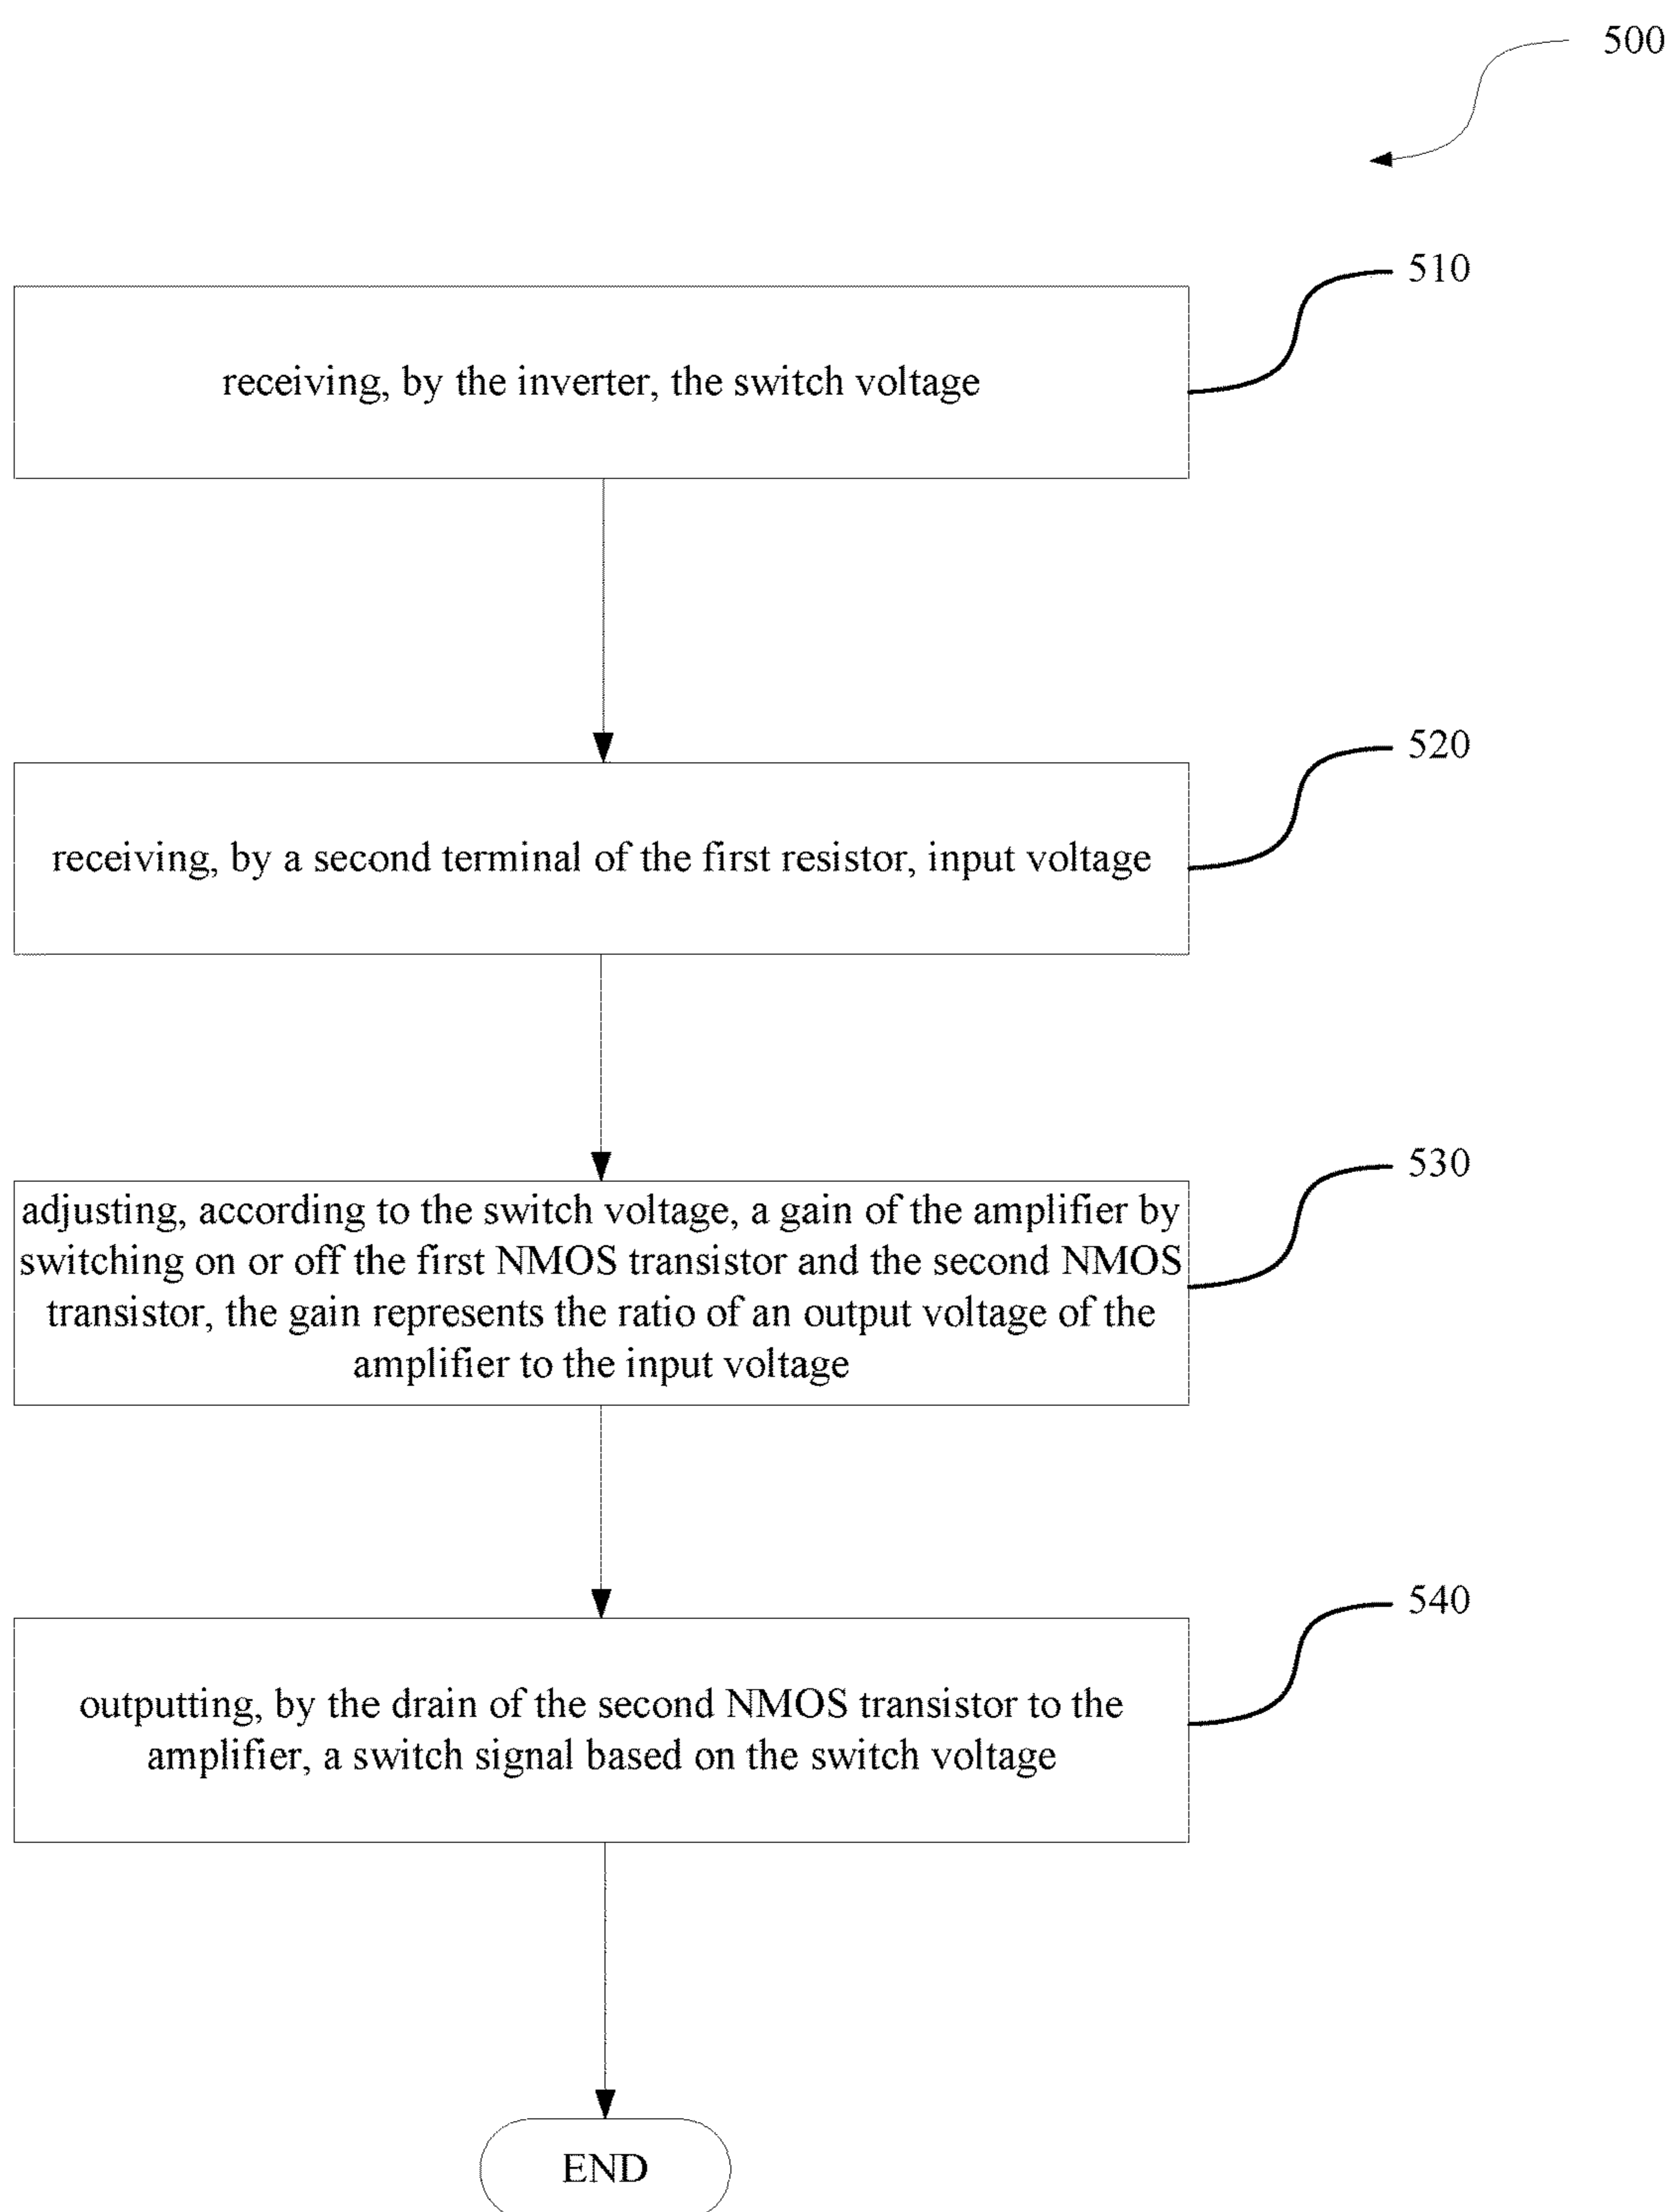 500
510
receiving, by the inverter, the switch voltage
520
receiving, by a second terminal of the first resistor, input voltage
530
adjusting, according to the switch voltage, a gain of the amplifier by
switching on or off the first NMOS transistor and the second NMOS
transistor, the gain represents the ratio of an output voltage of the
amplifier to the input voltage
540
outputting, by the drain of the second NMOS transistor to the
amplifier, a switch signal based on the switch voltage
END